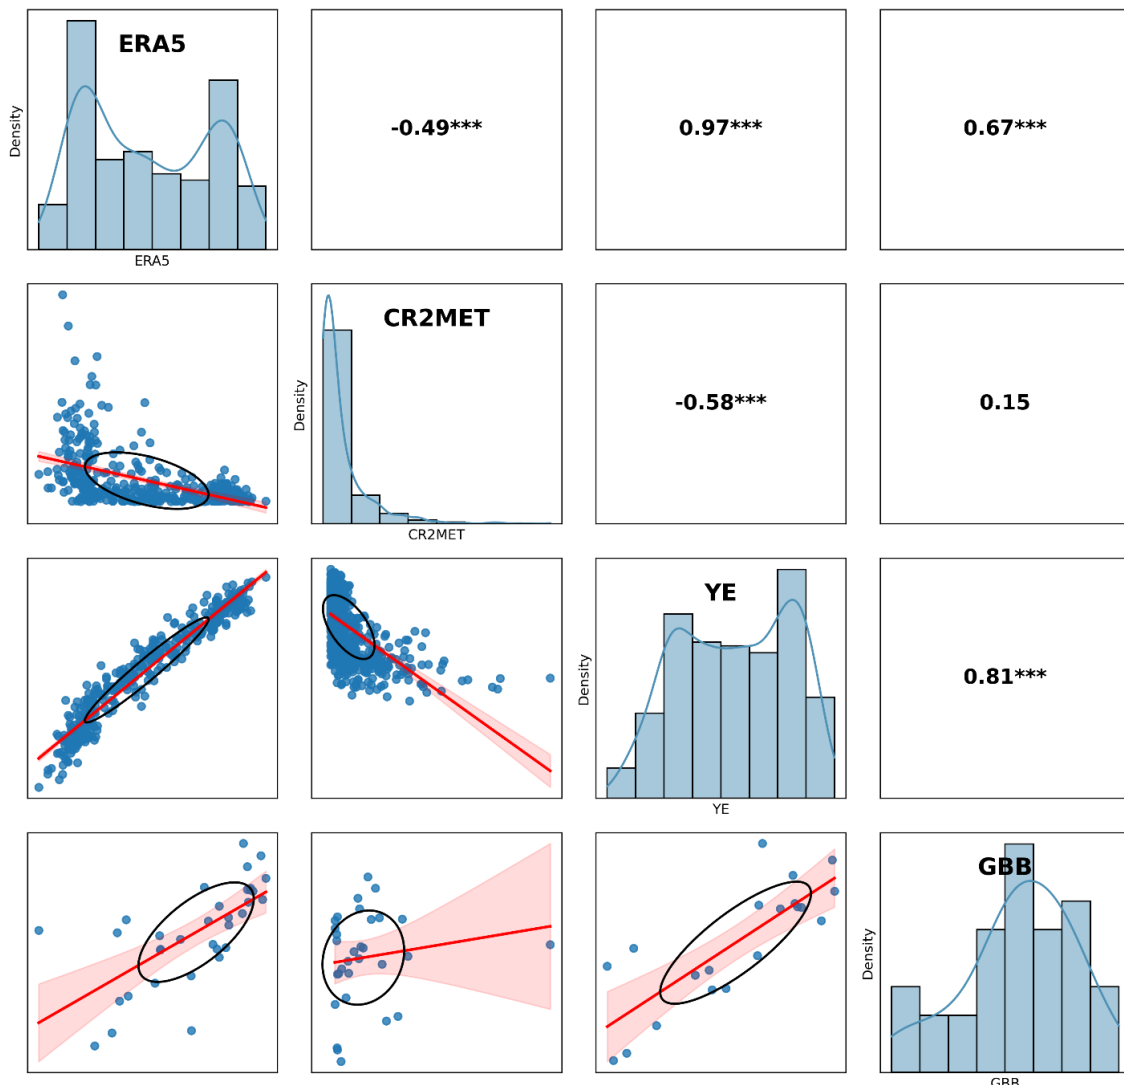 ERA5
Density
ERA5
-0.49***
0.97***
0.67***
CR2MET
Density
CR2MET
-0.58***
0.15
YE
Density
YE
0.81***
GBB
Density
GBB